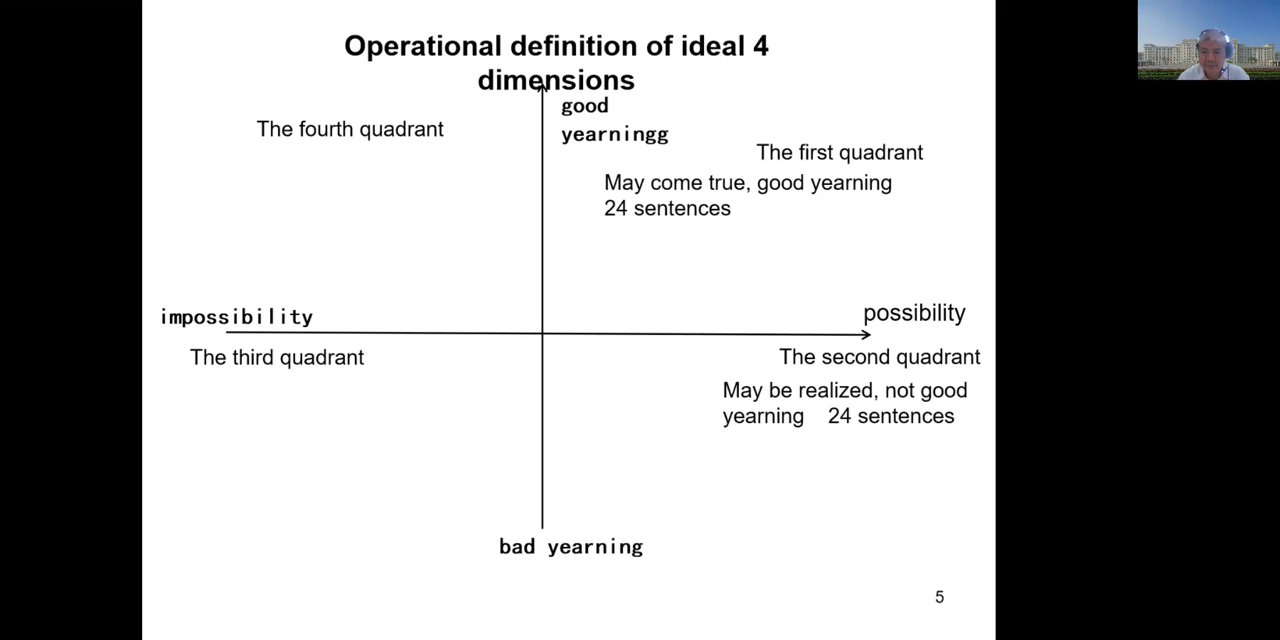 Operational definition of ideal 4
dimensions
good
yearningg
The fourth quadrant
The first quadrant
May come true, good yearning
24 sentences
impossibility
possibility
The third quadrant
The second quadrant
May be realized, not good
yearning 24 sentences
bad yearning
5